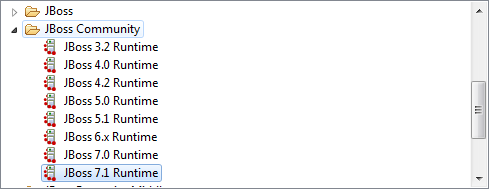 JBoss
JBoss Community
JBoss 3.2 Runtime
JBoss 4.0 Runtime
JBoss 4.2 Runtime
JBoss 5.0 Runtime
JBoss 5.1 Runtime
JBoss 6.x Runtime
JBoss 7.0 Runtime
JBoss 7.1 Runtime